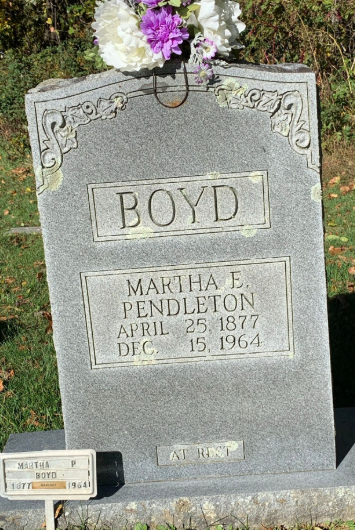 BOYD
MARTHA E.
PENDLETON
APRIL 25, 1877
DEC. 15, 1964
AT REST
MARTHA P
BOYD
1877 1964